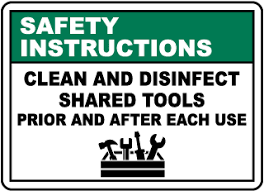 SAFETY
INSTRUCTIONS
CLEAN AND DISINFECT
SHARED TOOLS
PRIOR AND AFTER EACH USE